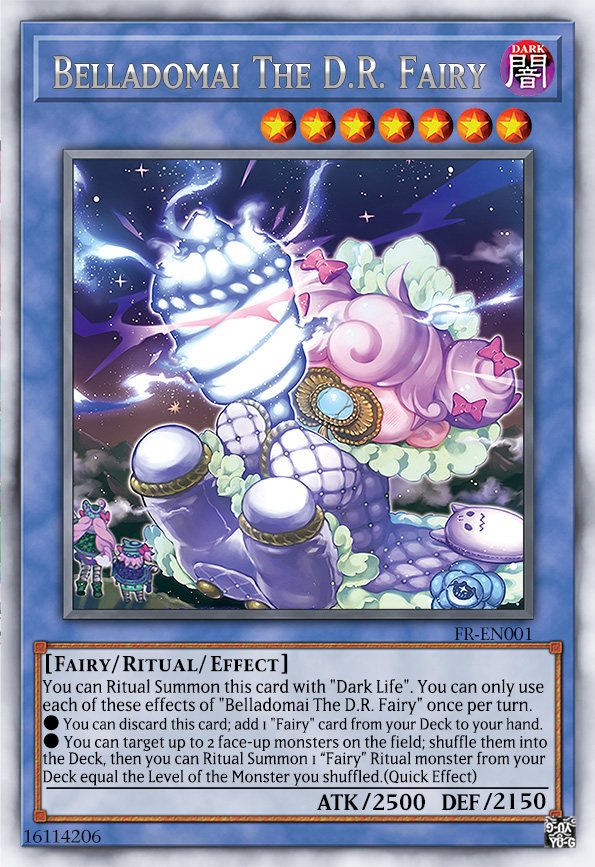 BELLADOMAI THE D.R. FAIRY
DARK
闇
FR-EN001
[FAIRY/RITUAL/EFFECT]
You can Ritual Summon this card with "Dark Life". You can only use
each of these effects of "Belladomai The D.R. Fairy" once per turn.
● You can discard this card; add 1 "Fairy" card from your Deck to your hand.
● You can target up to 2 face-up monsters on the field; shuffle them into
the Deck, then you can Ritual Summon 1 “Fairy” Ritual monster from your
Deck equal the Level of the Monster you shuffled.(Quick Effect)
ATK/2500 DEF/2150
16114206